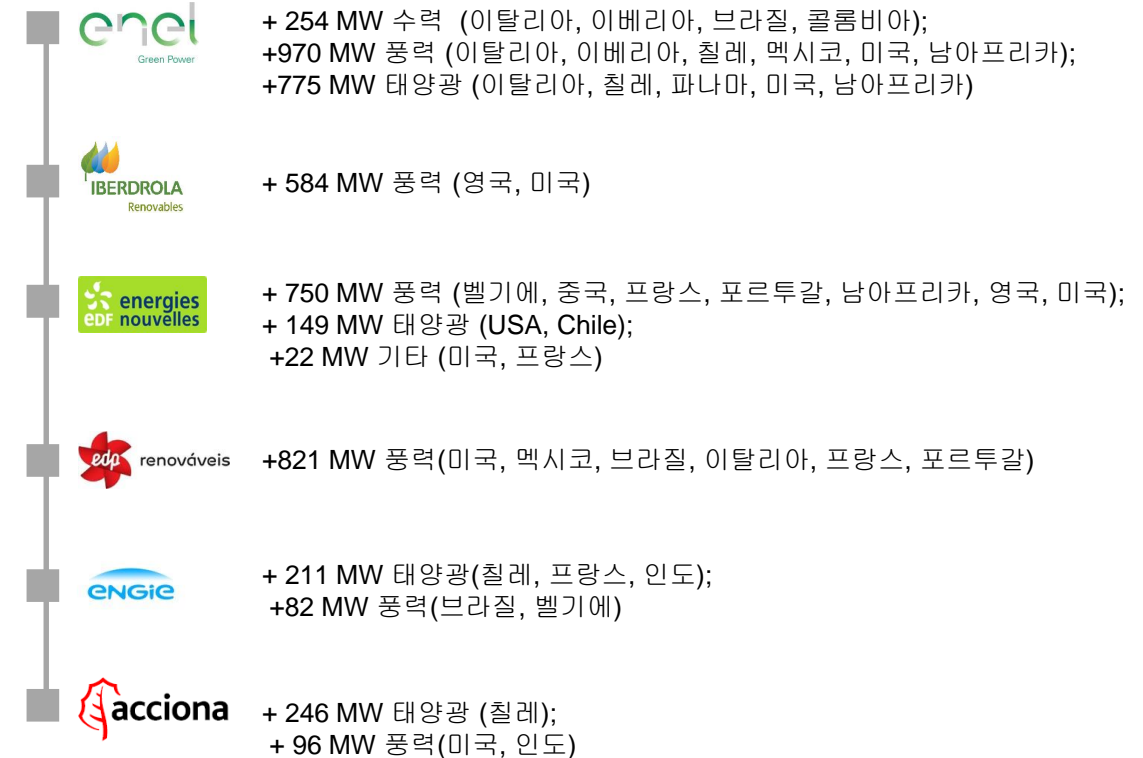 enel
Green Power
+ 254 MW 수력 (이탈리아, 이베리아, 브라질, 콜롬비아);
+970 MW 풍력 (이탈리아, 이베리아, 칠레, 멕시코, 미국, 남아프리카);
+775 MW 태양광 (이탈리아, 칠레, 파나마, 미국, 남아프리카)
IBERDROLA
Renovables
+ 584 MW 풍력 (영국, 미국)
edf energies nouvelles
+ 750 MW 풍력 (벨기에, 중국, 프랑스, 포르투갈, 남아프리카, 영국, 미국);
+ 149 MW 태양광 (USA, Chile);
+22 MW 기타 (미국, 프랑스)
edp renováveis
+821 MW 풍력(미국, 멕시코, 브라질, 이탈리아, 프랑스, 포르투갈)
ENGIE
+ 211 MW 태양광(칠레, 프랑스, 인도);
+82 MW 풍력(브라질, 벨기에)
acciona
+ 246 MW 태양광 (칠레);
+ 96 MW 풍력(미국, 인도)